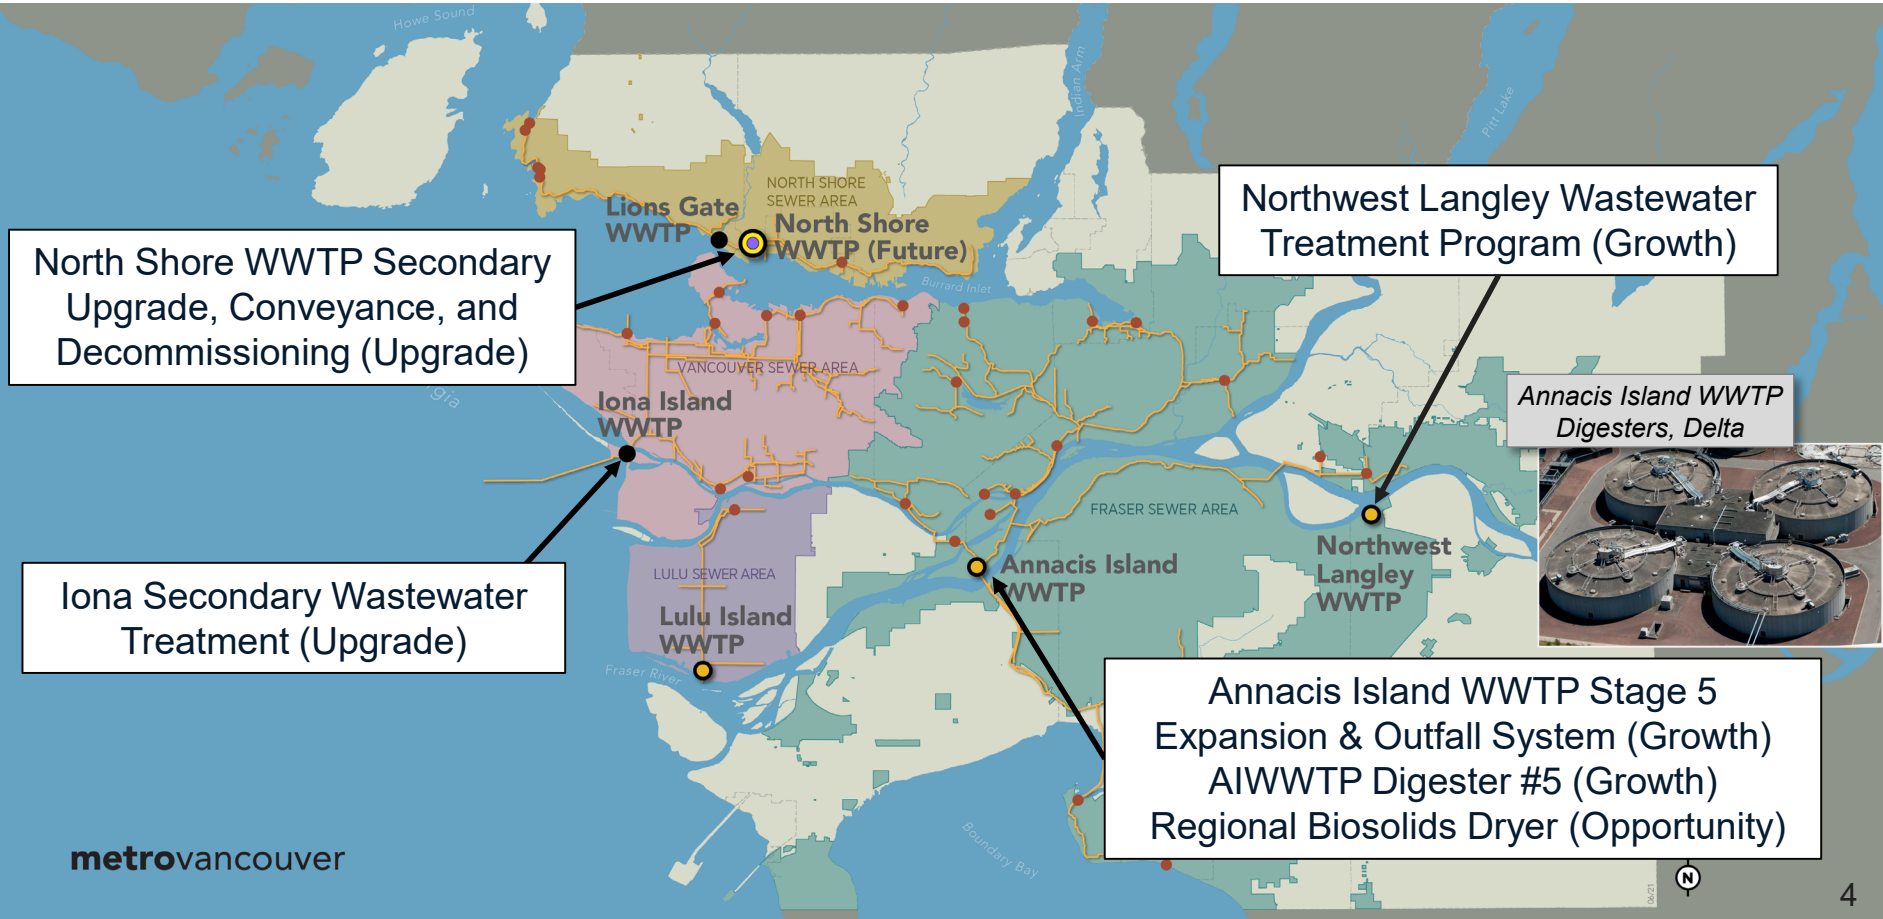 Howe Sound
Indian Arm
Pitt Lake
NORTH SHORE
SEWER AREA
Lions Gate
WWTP
North Shore
WWTP (Future)
Northwest Langley Wastewater
Treatment Program (Growth)
North Shore WWTP Secondary
Upgrade, Conveyance, and
Decommissioning (Upgrade)
Burrard Inlet
VANCOUVER SEWER AREA
gia
Iona Island
WWTP
Annacis Island WWTP
Digesters, Delta
FRASER SEWER AREA
Northwest
Langley
WWTP
Annacis Island
WWTP
LULU SEWER AREA
Lulu Island
WWTP
Iona Secondary Wastewater
Treatment (Upgrade)
Fraser River
Annacis Island WWTP Stage 5
Expansion & Outfall System (Growth)
AIWWTP Digester #5 (Growth)
Regional Biosolids Dryer (Opportunity)
Boundary Bay
metrovancouver
N
06/21
4